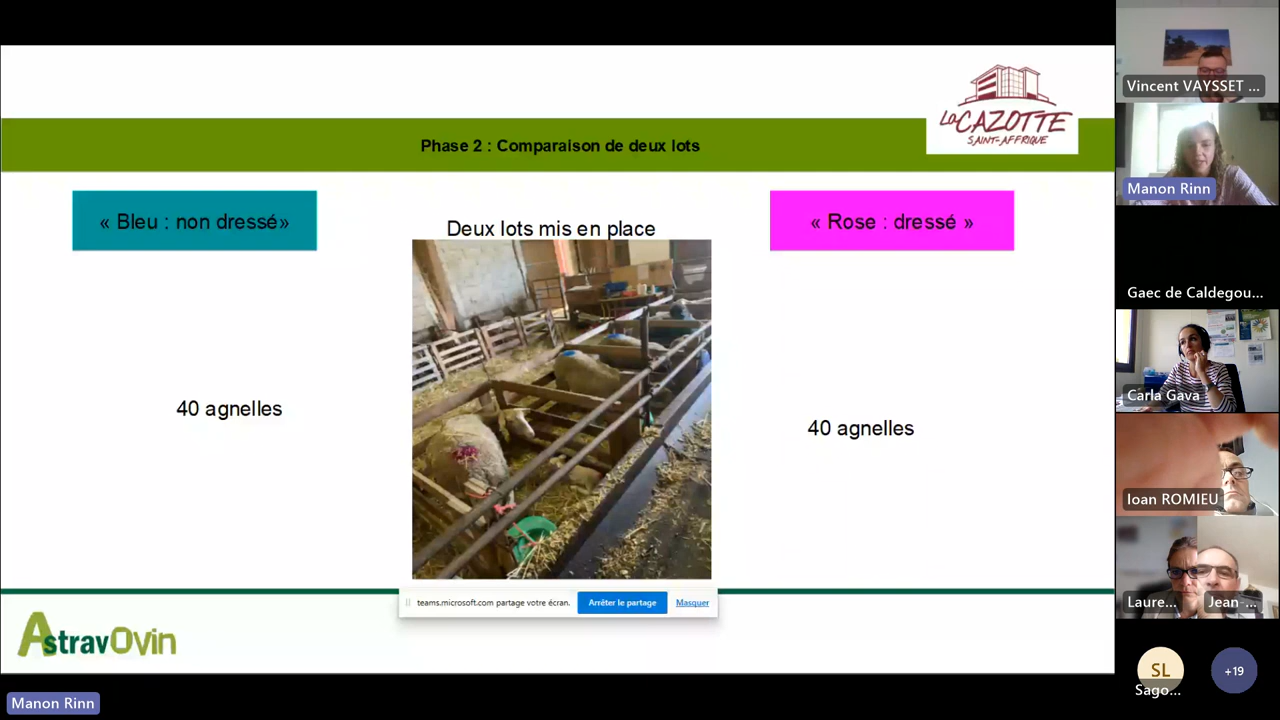 Phase 2 : Comparaison de deux lots
La CAZOTTE
SAINT-AFFRIQUE
« Bleu : non dressé»
Deux lots mis en place
« Rose : dressé »
40 agnelles
40 agnelles
teams.microsoft.com partage votre écran.
Arrêter le partage
Masquer
AstravOvin
Manon Rinn
Vincent VAYSSET ...
Manon Rinn
Gaec de Caldegou...
Carla Gava
Ioan ROMIEU
Laure...
Jean-...
SL
Sago...
+19